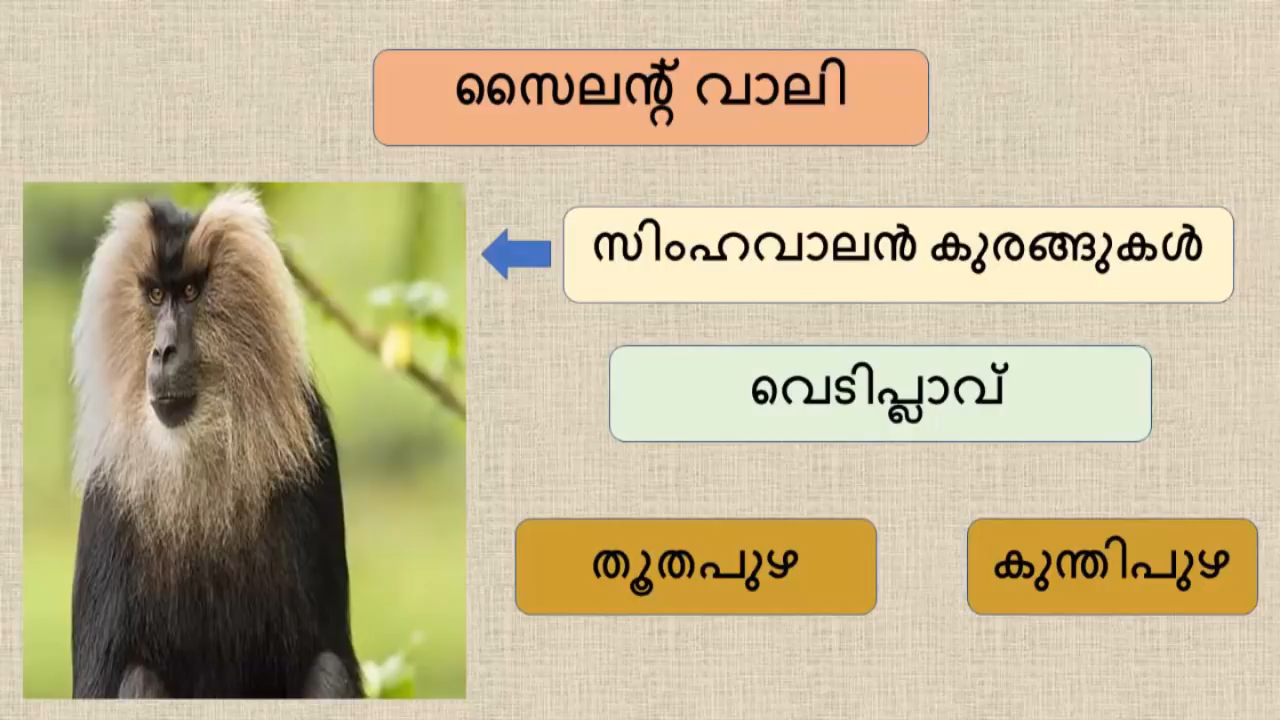 സൈലന്റ് വാലി
സിംഹവാലൻ കുരങ്ങുകൾ
വെടിപ്ലാവ്
തൂതപുഴ
കുന്തിപുഴ